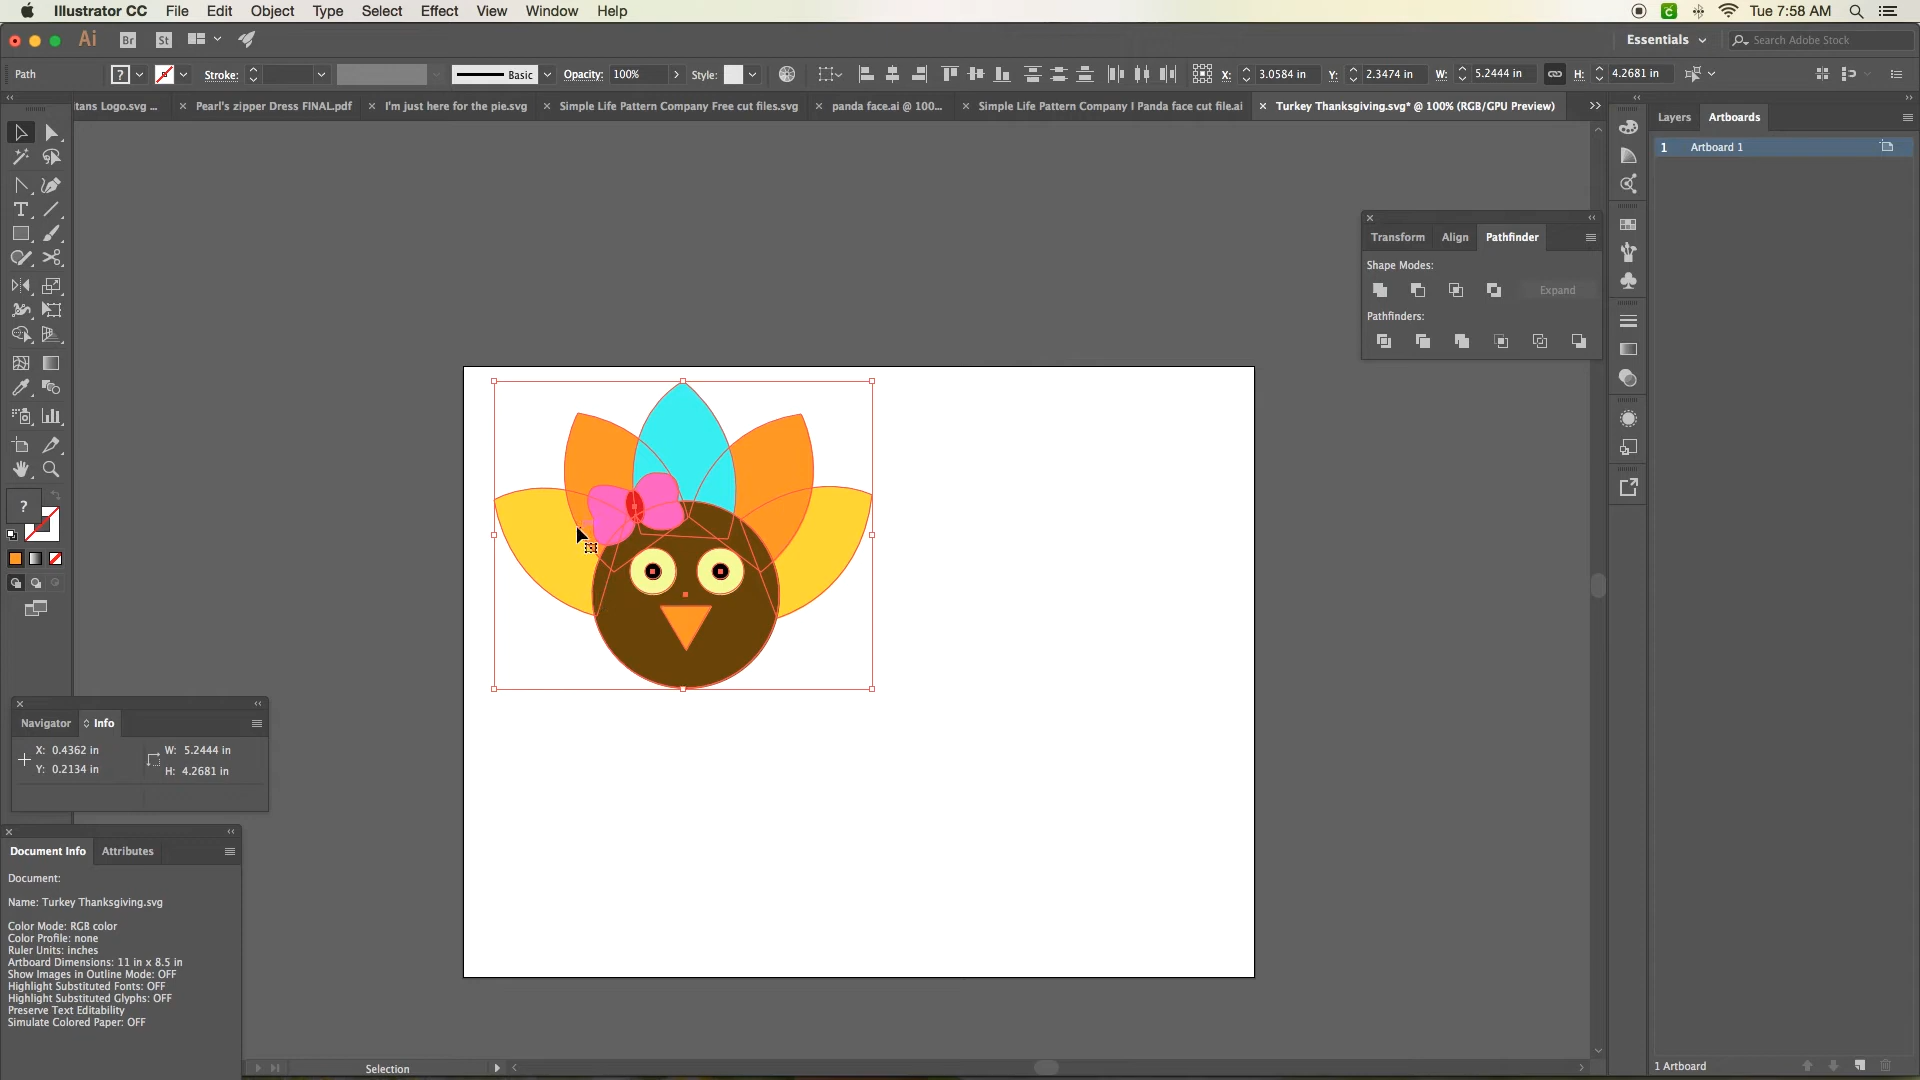 Illustrator CC File Edit Object Type Select Effect View Window Help Tue 7:58 AM
Ai Br St Essentials Search Adobe Stock
Path ? Stroke: Basic Opacity: 100% Style: X: 3.0584 in Y: 2.3474 in W: 5.2444 in H: 4.2681 in
tans Logo.svg ... Pearl's zipper Dress FINAL.pdf I'm just here for the pie.svg Simple Life Pattern Company Free cut files.svg panda face.ai @ 100... Simple Life Pattern Company I Panda face cut file.ai Turkey Thanksgiving.svg* @ 100% (RGB/GPU Preview)
Layers Artboards
1 Artboard 1
Transform Align Pathfinder
Shape Modes:
Expand
Pathfinders:
?
Navigator Info
X: 0.4362 in W: 5.2444 in
Y: 0.2134 in H: 4.2681 in
Document Info Attributes
Document:
Name: Turkey Thanksgiving.svg
Color Mode: RGB color
Color Profile: none
Ruler Units: inches
Artboard Dimensions: 11 in x 8.5 in
Show Images in Outline Mode: OFF
Highlight Substituted Fonts: OFF
Highlight Substituted Glyphs: OFF
Preserve Text Editability
Simulate Colored Paper: OFF
Selection
1 Artboard